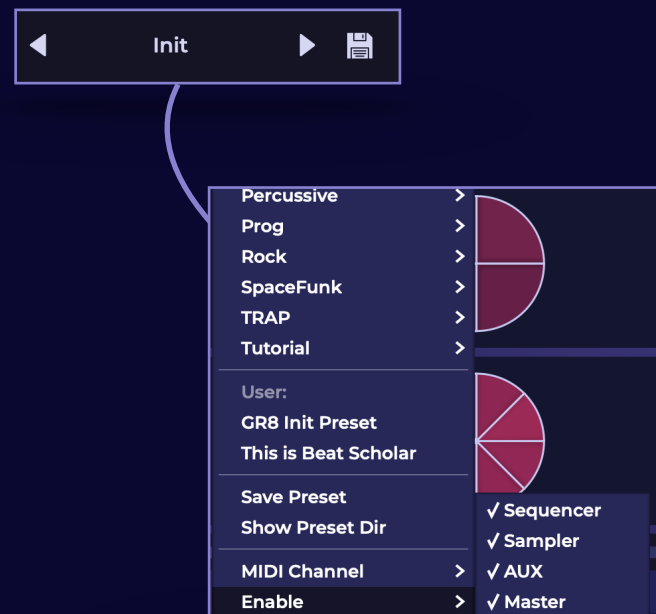 Init
Percussive
Prog
Rock
SpaceFunk
TRAP
Tutorial
User:
GR8 Init Preset
This is Beat Scholar
Save Preset
Show Preset Dir
✓ Sequencer
✓ Sampler
MIDI Channel
✓ AUX
Enable
✓ Master